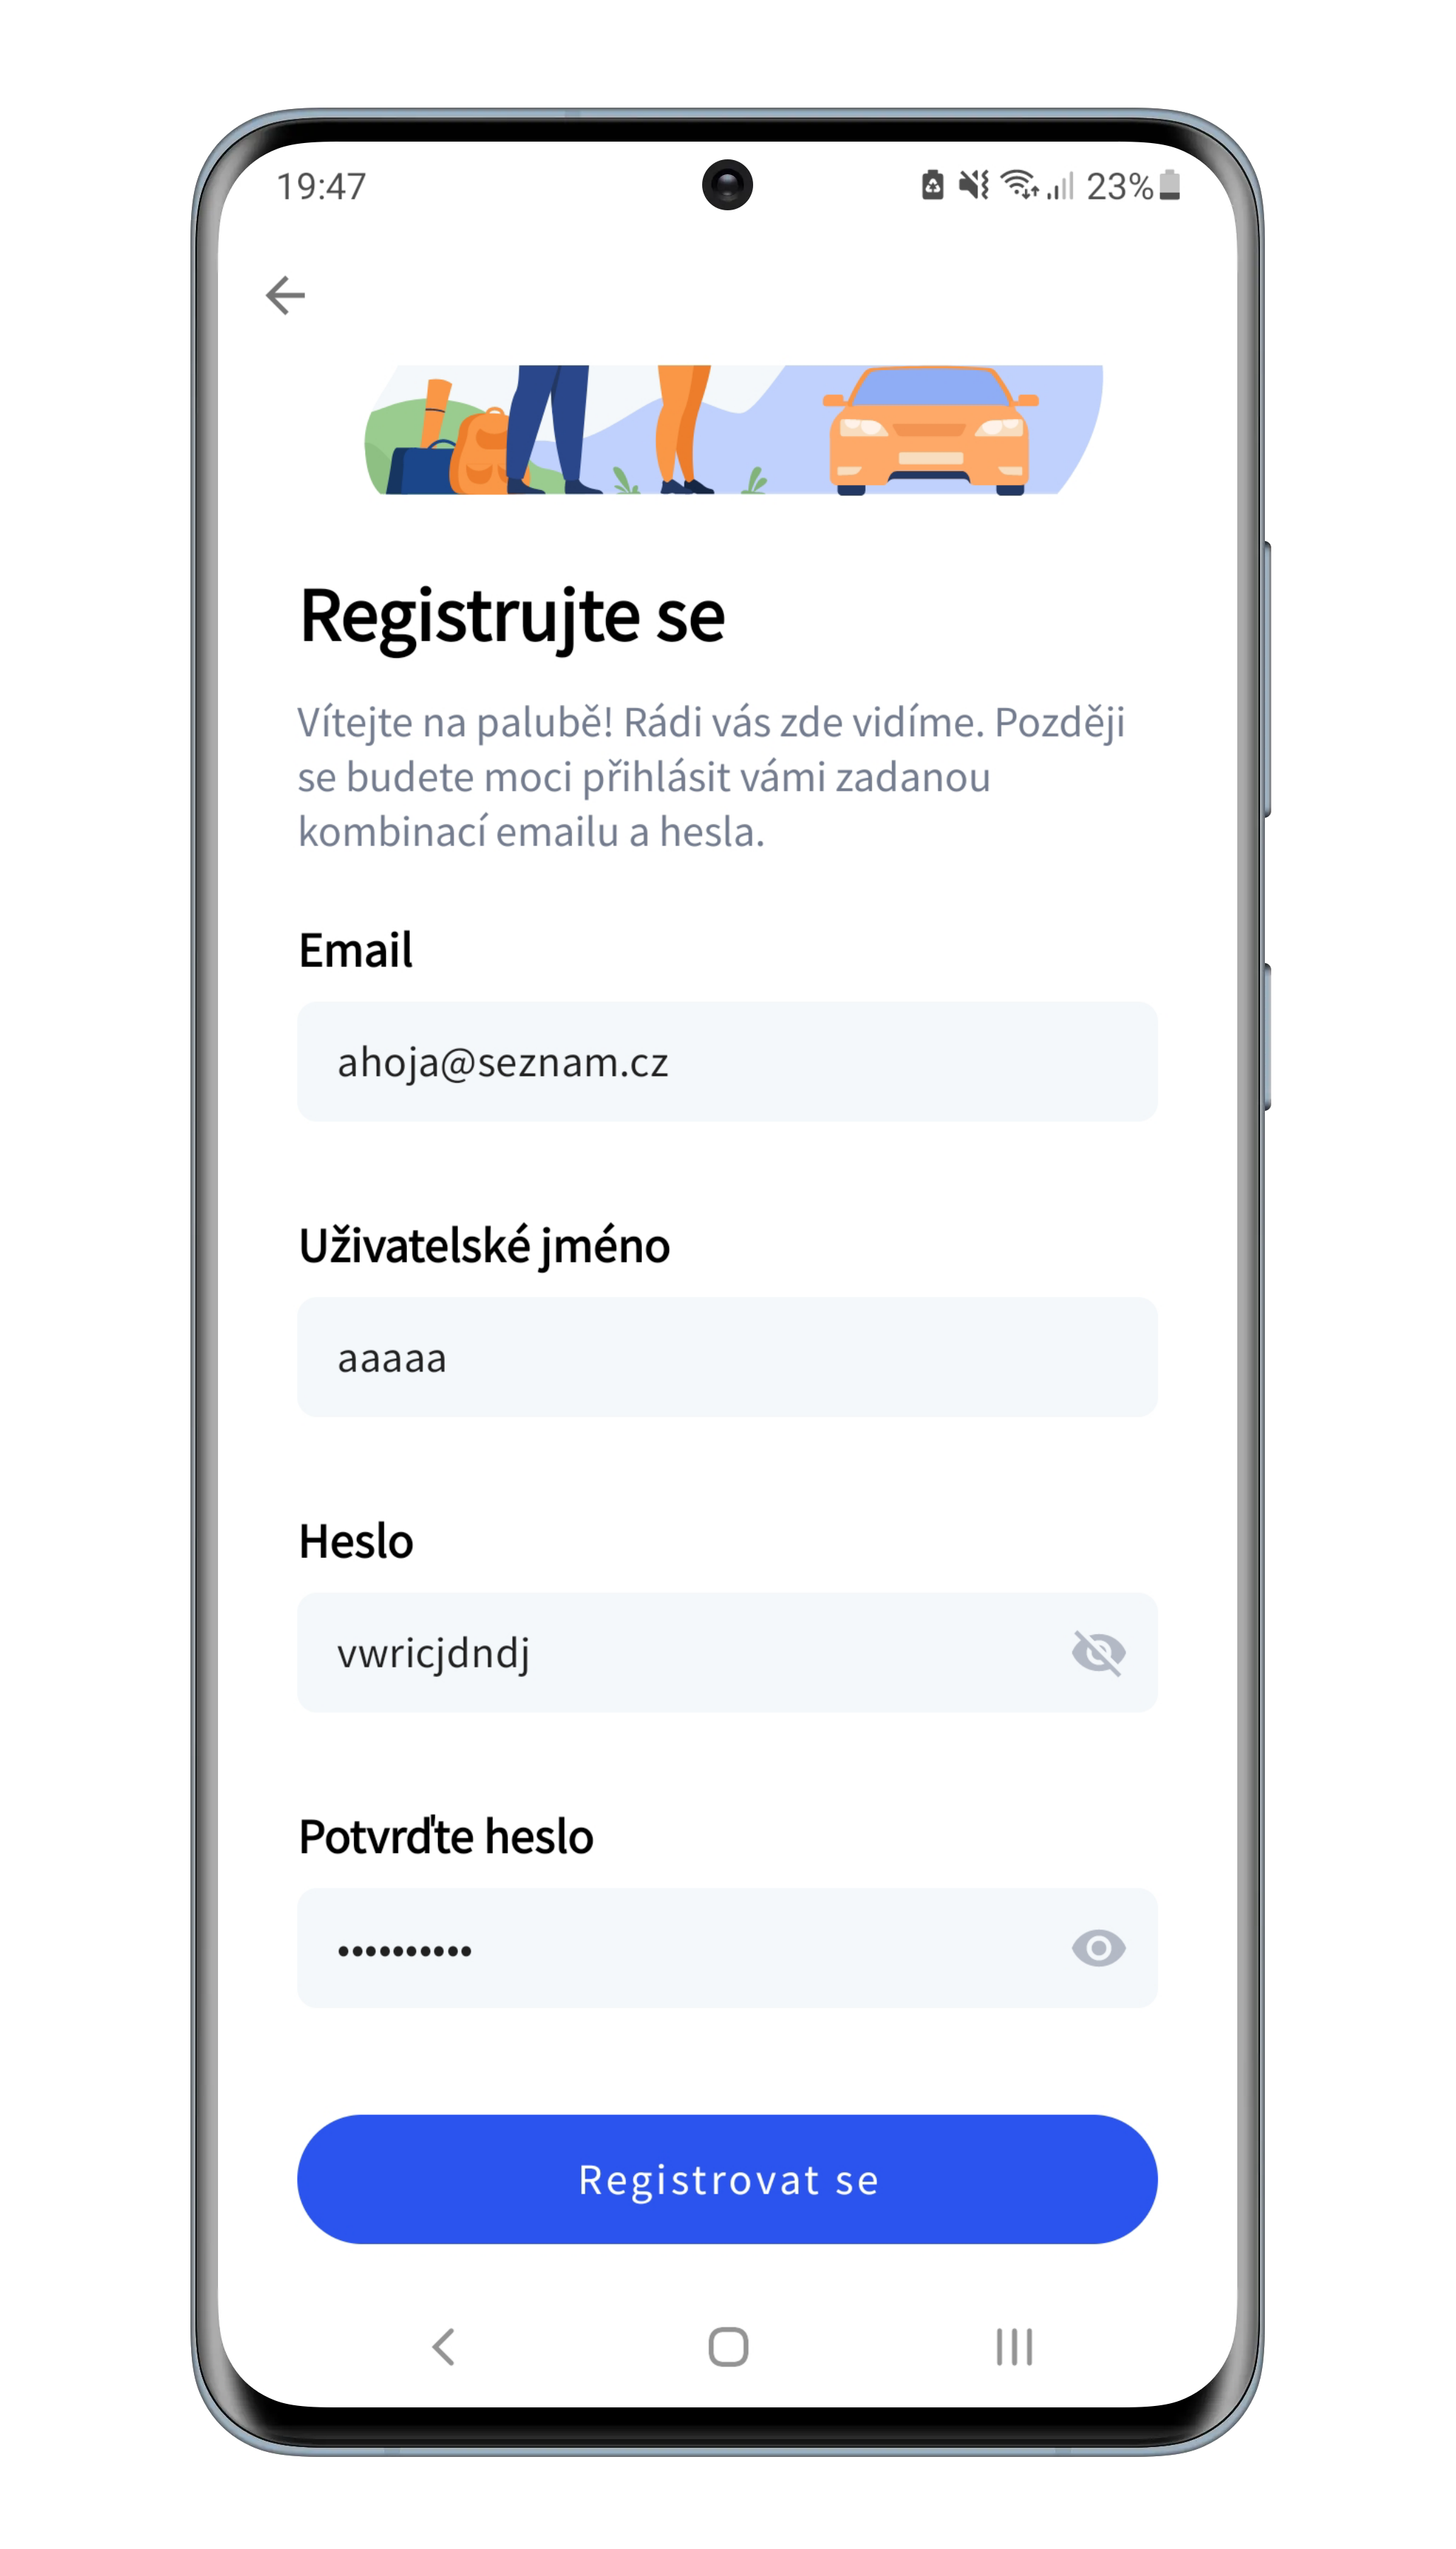 19:47
23%
Registrujte se
Vítejte na palubě! Rádi vás zde vidíme. Později
se budete moci přihlásit vámi zadanou
kombinací emailu a hesla.
Email
ahoja@seznam.cz
Uživatelské jméno
aaaaa
Heslo
vwricjdndj
Potvrďte heslo
••••••••••
Registrovat se